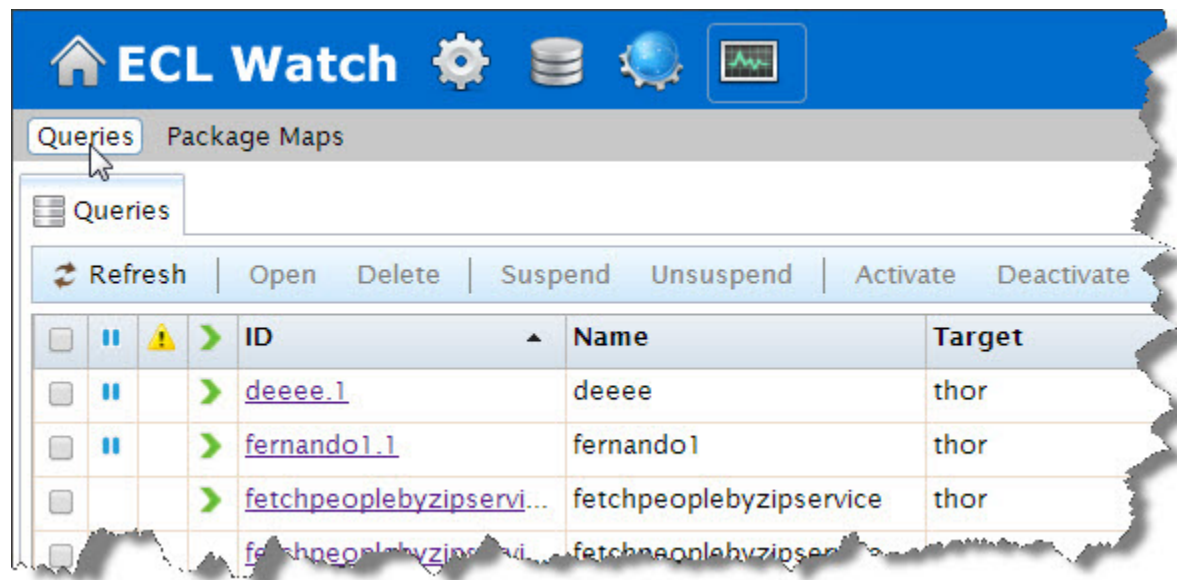 ECL Watch
Queries Package Maps
Queries
Refresh Open Delete Suspend Unsuspend Activate Deactivate
ID Name Target
deeee.1 deeee thor
fernando1.1 fernando1 thor
fetchpeoplebyzipservi... fetchpeoplebyzipservice thor